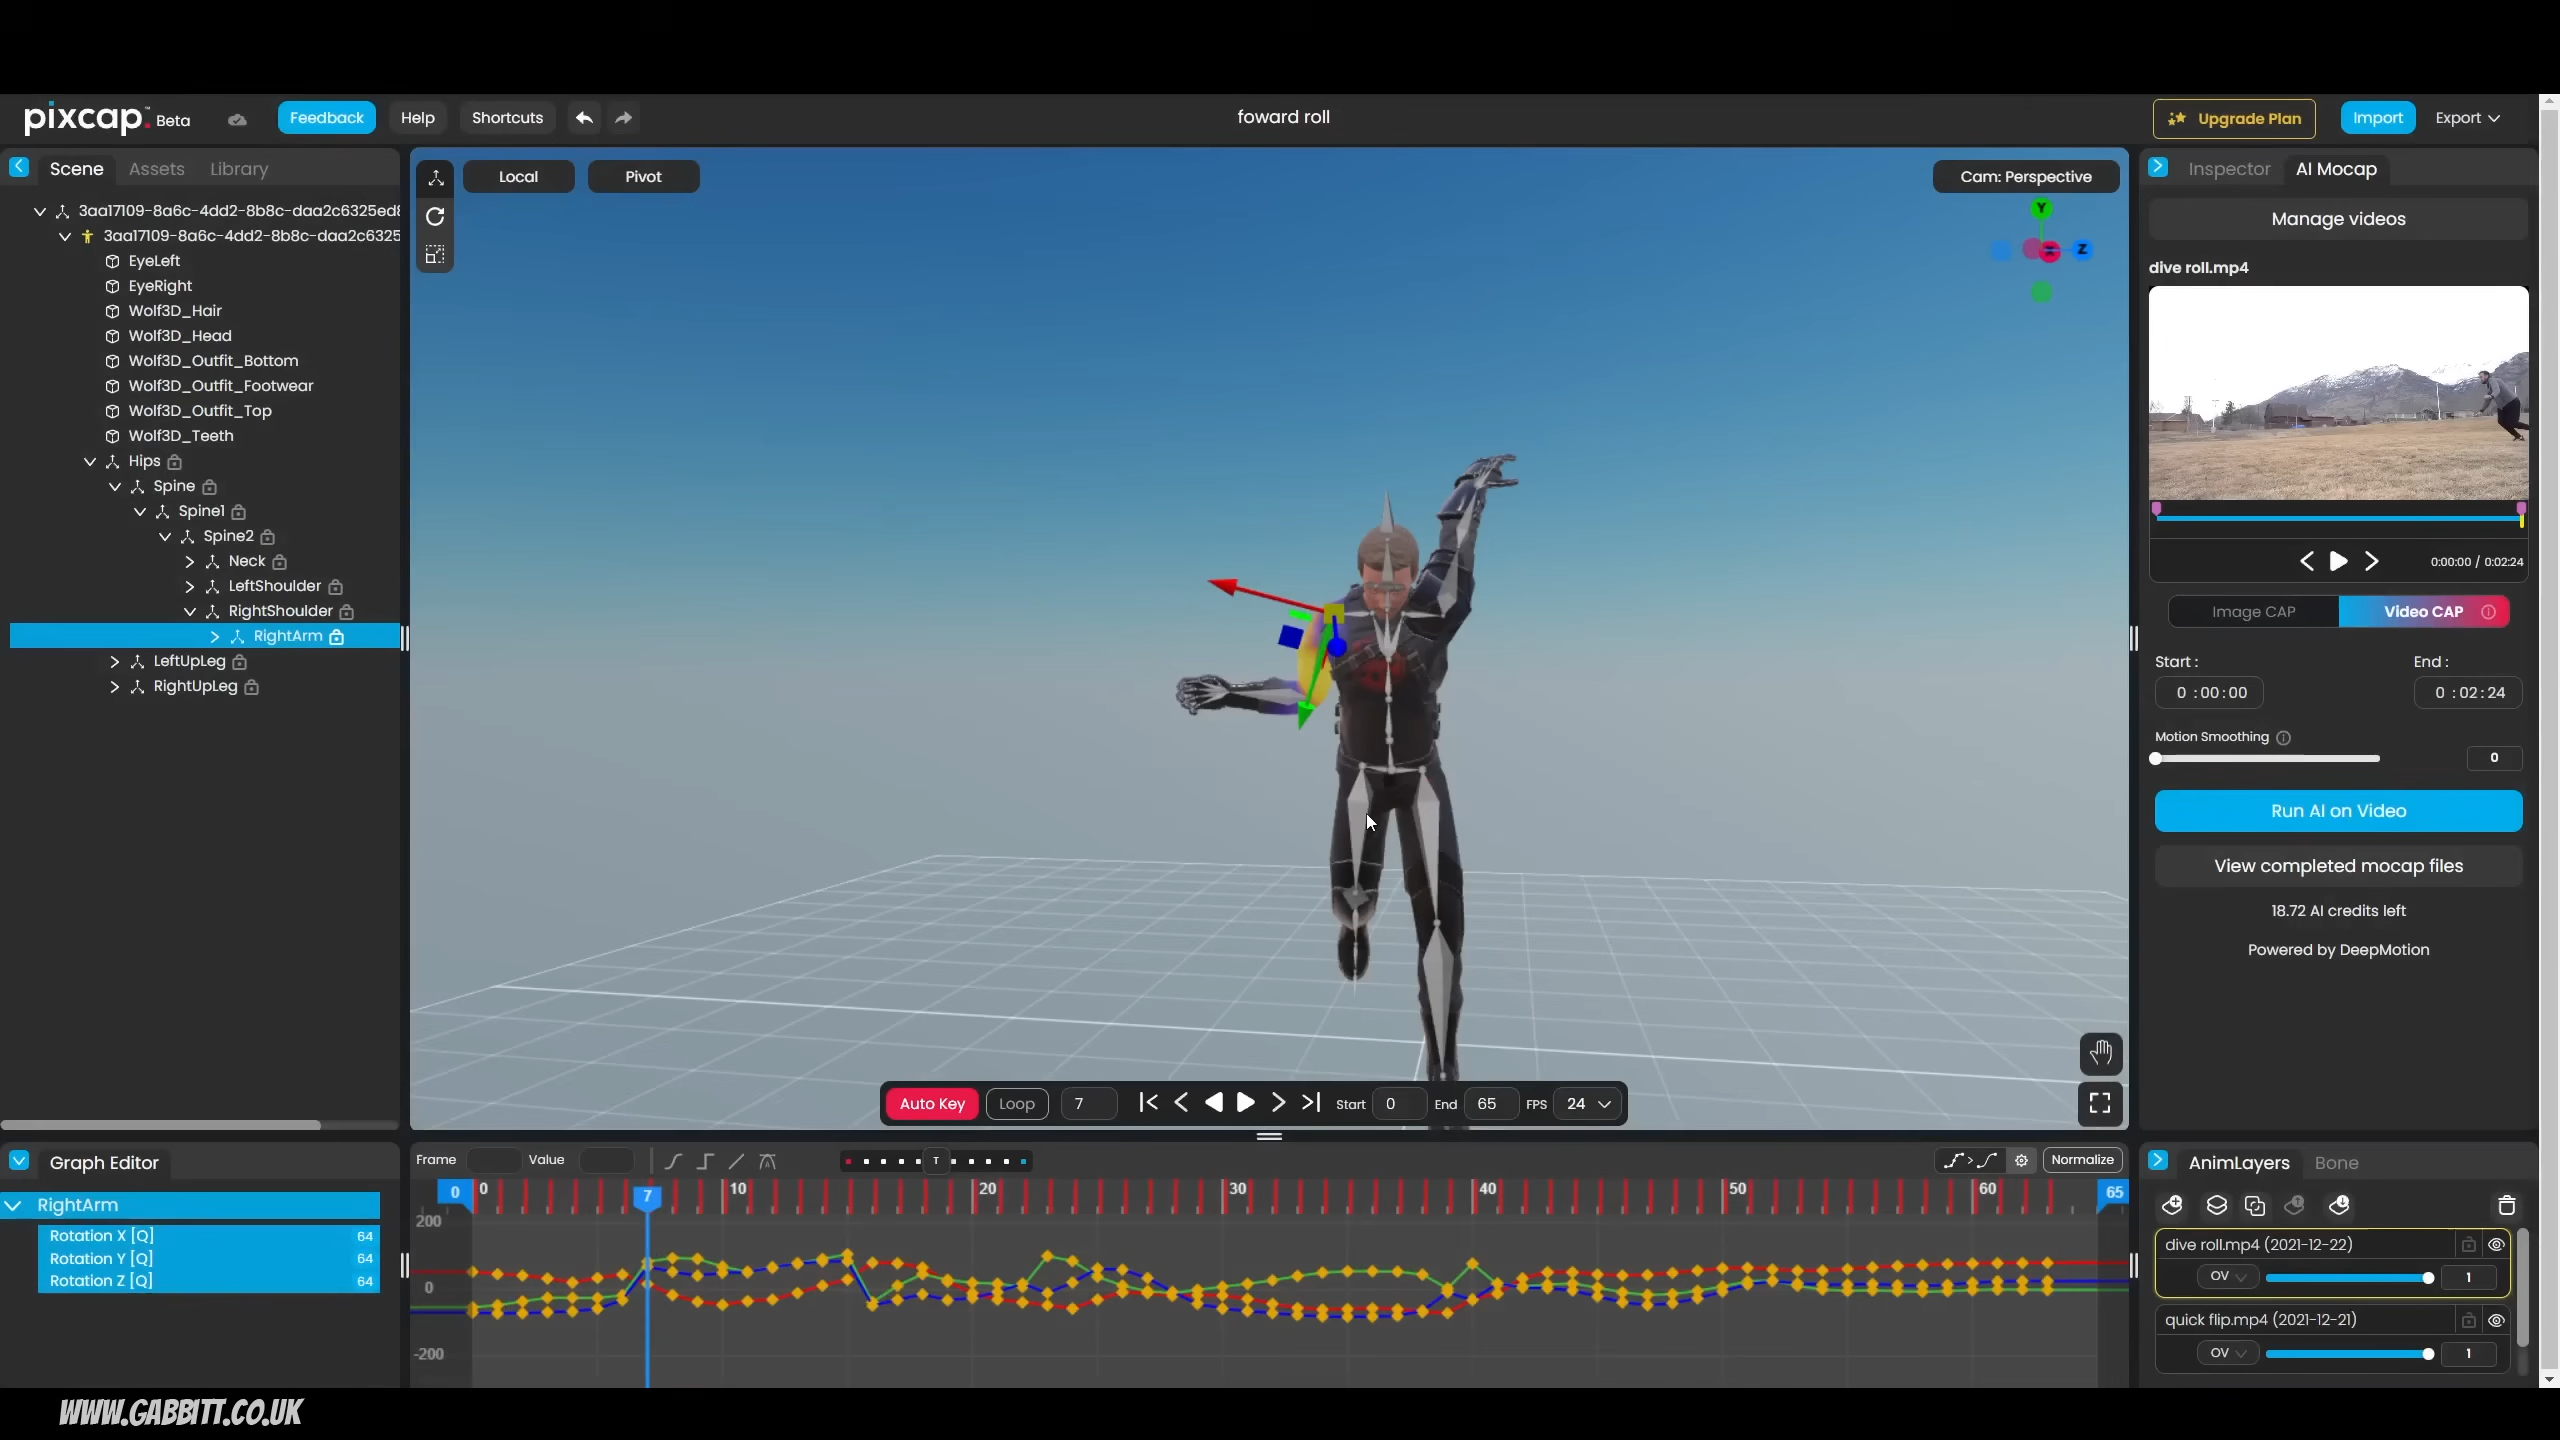 pixcap. Beta
Feedback
Help
Shortcuts
foward roll
Upgrade Plan
Import
Export
Scene
Assets
Library
3aa17109-8a6c-4dd2-8b8c-daa2c6325ed8
3aa17109-8a6c-4dd2-8b8c-daa2c6325
EyeLeft
EyeRight
Wolf3D_Hair
Wolf3D_Head
Wolf3D_Outfit_Bottom
Wolf3D_Outfit_Footwear
Wolf3D_Outfit_Top
Wolf3D_Teeth
Hips
Spine
Spine1
Spine2
Neck
LeftShoulder
RightShoulder
RightArm
LeftUpLeg
RightUpLeg
Local
Pivot
Cam: Perspective
Y
Z
Inspector
AI Mocap
Manage videos
dive roll.mp4
0:00:00 / 0:02:24
Image CAP
Video CAP
Start :
End :
0 :00:00
0 :02:24
Motion Smoothing
0
Run AI on Video
View completed mocap files
18.72 AI credits left
Powered by DeepMotion
Auto Key
Loop
7
Start
0
End
65
FPS
24
Graph Editor
RightArm
Rotation X [Q] 64
Rotation Y [Q] 64
Rotation Z [Q] 64
Frame
Value
T
Normalize
0
0
7
10
20
30
40
50
60
65
200
0
-200
AnimLayers
Bone
dive roll.mp4 (2021-12-22)
OV
1
quick flip.mp4 (2021-12-21)
OV
1
WWW.GABBITT.CO.UK